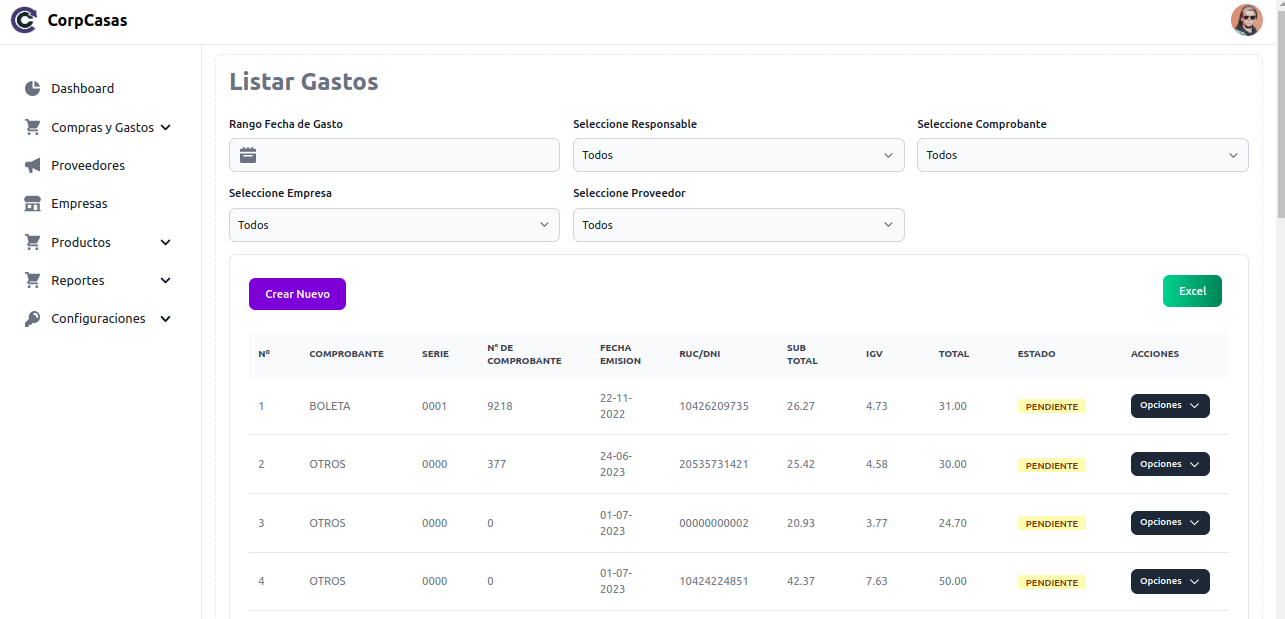 CorpCasas
Dashboard
Compras y Gastos
Proveedores
Empresas
Productos
Reportes
Configuraciones
Listar Gastos
Rango Fecha de Gasto
Seleccione Responsable
Seleccione Comprobante
Todos
Todos
Seleccione Empresa
Seleccione Proveedor
Todos
Todos
Crear Nuevo
Excel
Nº COMPROBANTE SERIE N° DE COMPROBANTE FECHA EMISION RUC/DNI SUB TOTAL IGV TOTAL ESTADO ACCIONES
1 BOLETA 0001 9218 22-11-2022 10426209735 26.27 4.73 31.00 PENDIENTE Opciones
2 OTROS 0000 377 24-06-2023 20535731421 25.42 4.58 30.00 PENDIENTE Opciones
3 OTROS 0000 0 01-07-2023 00000000002 20.93 3.77 24.70 PENDIENTE Opciones
4 OTROS 0000 0 01-07-2023 10424224851 42.37 7.63 50.00 PENDIENTE Opciones